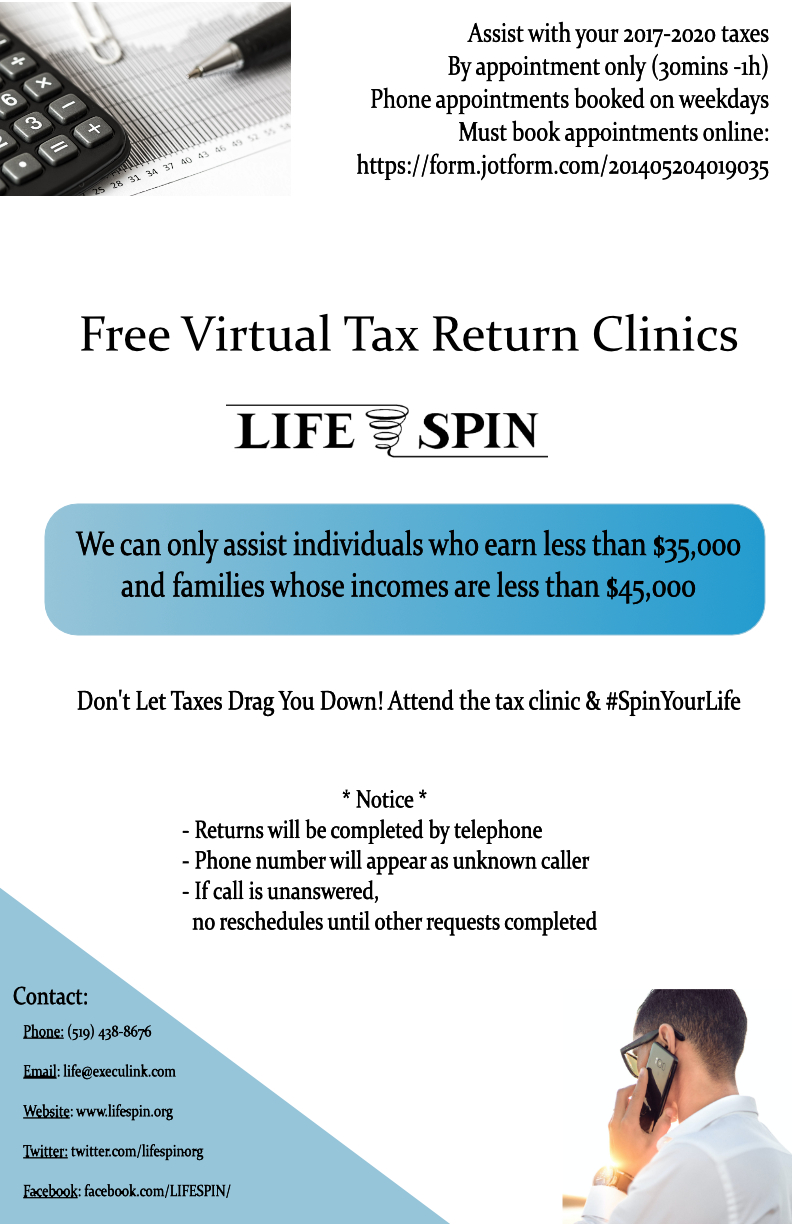 Assist with your 2017-2020 taxes
By appointment only (30mins -1h)
Phone appointments booked on weekdays
Must book appointments online:
https://form.jotform.com/201405204019035
Free Virtual Tax Return Clinics
LIFE SPIN
We can only assist individuals who earn less than $35,000
and families whose incomes are less than $45,000
Don't Let Taxes Drag You Down! Attend the tax clinic & #SpinYourLife
* Notice *
- Returns will be completed by telephone
- Phone number will appear as unknown caller
- If call is unanswered,
no reschedules until other requests completed
Contact:
Phone: (519) 438-8676
Email: life@execulink.com
Website: www.lifespin.org
Twitter: twitter.com/lifespinorg
Facebook: facebook.com/LIFESPIN/